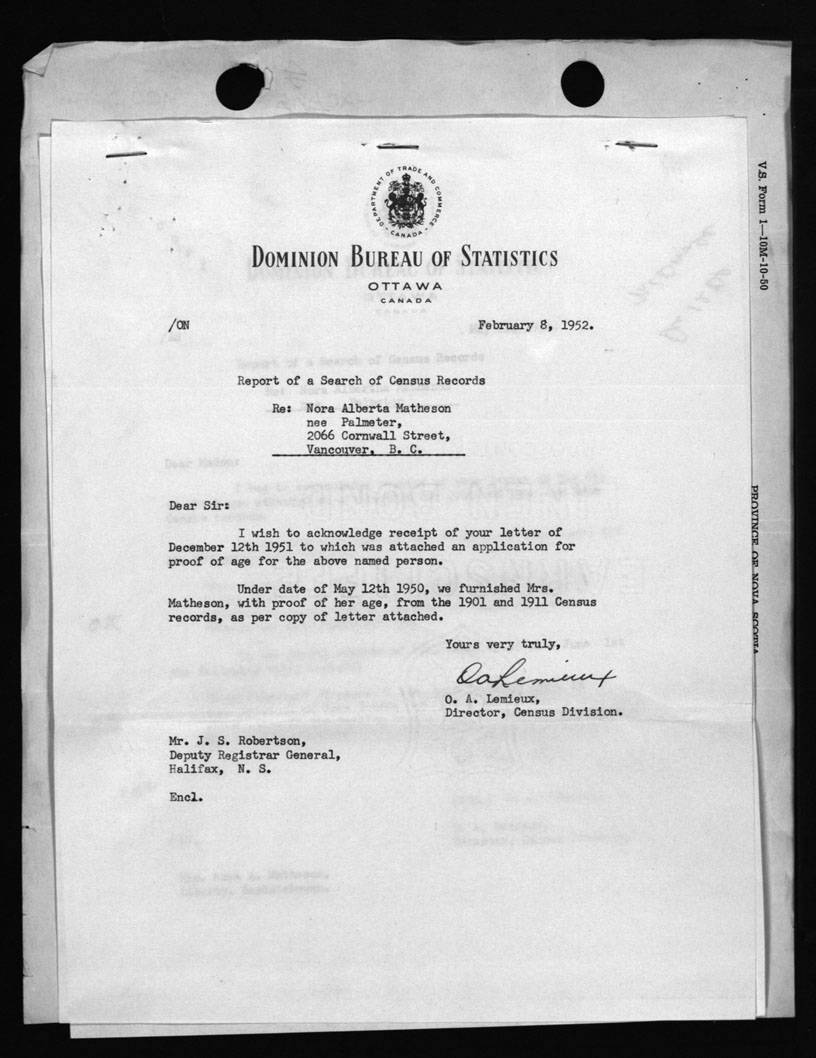 DEPARTMENT OF TRADE AND COMMERCE
CANADA
DOMINION BUREAU OF STATISTICS
OTTAWA
CANADA
/ON
February 8, 1952.
Report of a Search of Census Records
Re: Nora Alberta Matheson
nee Palmeter,
2066 Cornwall Street,
Vancouver, B. C.
Dear Sir:
I wish to acknowledge receipt of your letter of
December 12th 1951 to which was attached an application for
proof of age for the above named person.
Under date of May 12th 1950, we furnished Mrs.
Matheson, with proof of her age, from the 1901 and 1911 Census
records, as per copy of letter attached.
Yours very truly,
OALemieux
O. A. Lemieux,
Director, Census Division.
Mr. J. S. Robertson,
Deputy Registrar General,
Halifax, N. S.
Encl.
V.S. Form 1—10M-10-50
PROVINCE OF NOVA SCOTIA